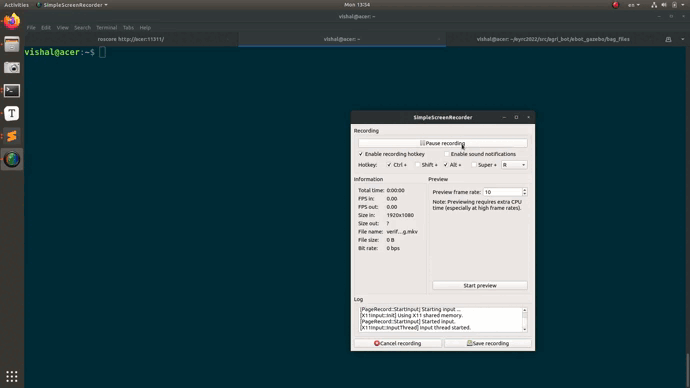 Activities SimpleScreenRecorder Mon 13:54 en
vishal@acer: ~
File Edit View Search Terminal Tabs Help
roscore http://acer:11311/ vishal@acer: ~ vishal@acer: ~/eyrt2022/src/agri_bot/ebot_gazebo/bag_files
vishal@acer:~$
SimpleScreenRecorder
Recording
Pause recording
Enable recording hotkey Enable sound notifications
Hotkey: Ctrl + Shift + Alt + Super + R
Information Preview
Total time: 0:00:00
FPS in: 0.00
FPS out: 0.00
Size in: 1920x1080
Size out: ?
File name: verif...g.mkv
File size: 0 B
Bit rate: 0 bps
Preview frame rate: 10
Note: Previewing requires extra CPU
time (especially at high frame rates).
Start preview
Log
[PageRecord::StartInput] Starting input ...
[X11Input::Init] Using X11 shared memory.
[PageRecord::StartInput] Started input.
[X11Input::InputThread] Input thread started.
Cancel recording Save recording